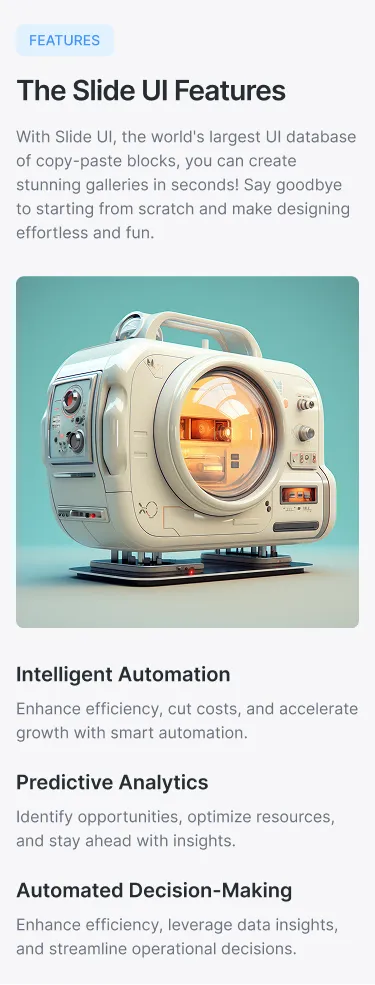 FEATURES
The Slide UI Features
With Slide UI, the world's largest UI database
of copy-paste blocks, you can create
stunning galleries in seconds! Say goodbye
to starting from scratch and make designing
effortless and fun.
Intelligent Automation
Enhance efficiency, cut costs, and accelerate
growth with smart automation.
Predictive Analytics
Identify opportunities, optimize resources,
and stay ahead with insights.
Automated Decision-Making
Enhance efficiency, leverage data insights,
and streamline operational decisions.